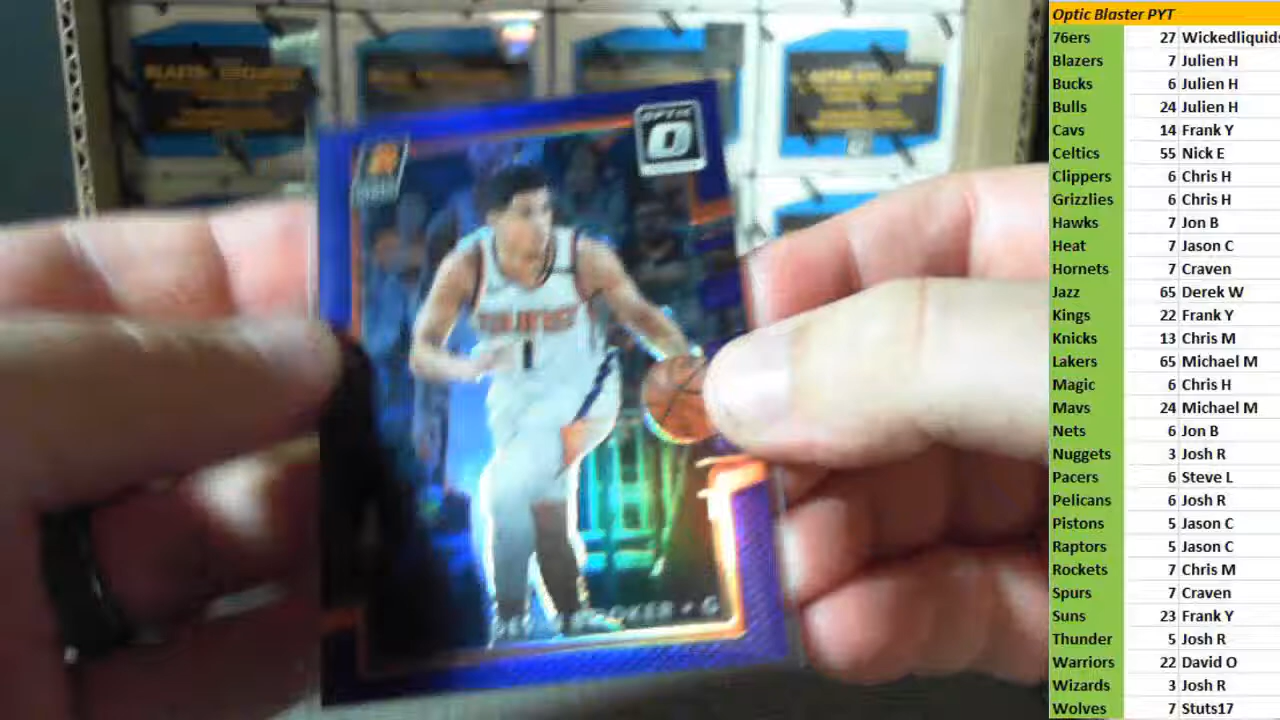 Optic Blaster PYT
76ers 27 Wickedliquids
Blazers 7 Julien H
Bucks 6 Julien H
Bulls 24 Julien H
Cavs 14 Frank Y
Celtics 55 Nick E
Clippers 6 Chris H
Grizzlies 6 Chris H
Hawks 7 Jon B
Heat 7 Jason C
Hornets 7 Craven
Jazz 65 Derek W
Kings 22 Frank Y
Knicks 13 Chris M
Lakers 65 Michael M
Magic 6 Chris H
Mavs 24 Michael M
Nets 6 Jon B
Nuggets 3 Josh R
Pacers 6 Steve L
Pelicans 6 Josh R
Pistons 5 Jason C
Raptors 5 Jason C
Rockets 7 Chris M
Spurs 7 Craven
Suns 23 Frank Y
Thunder 5 Josh R
Warriors 22 David O
Wizards 3 Josh R
Wolves 7 Stuts17
OPTIC
1
BOOKER • G